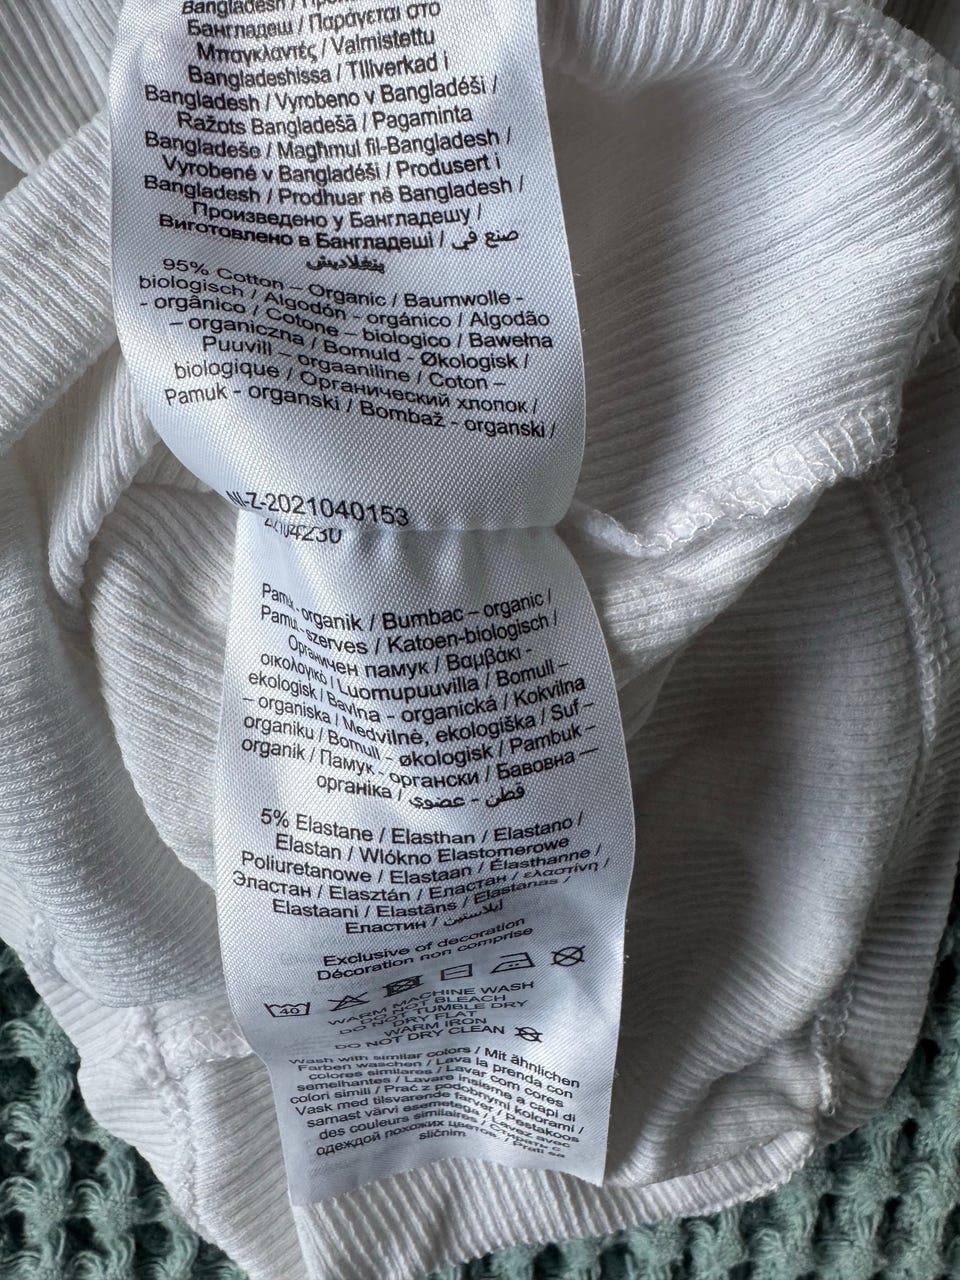 Bangladesh /
Бангладеш / Παράγεται στο
Μπαγκλαντές / Valmistettu
Bangladeshissa / Tillverkad i
Bangladesh / Vyrobeno v Bangladéši /
Ražots Bangladešā / Pagaminta
Bangladeše / Magħmul fil-Bangladesh /
Vyrobené v Bangladéši / Produsert i
Bangladesh / Prodhuar në Bangladesh /
Произведено у Бангладешу /
Виготовлено в Бангладеші / صنع في
بنغلاديش
95% Cotton – Organic / Baumwolle -
biologisch / Algodón - orgánico / Algodão
- orgânico / Cotone – biologico / Bawełna
– organiczna / Bomuld - Økologisk /
Puuvill – orgaaniline / Coton –
biologique / Органический хлопок /
Pamuk - organski / Bombaž - organski /
NI-Z-2021040153
4104230
Pamuk - organik / Bumbac – organic /
Pamut - szerves / Katoen-biologisch /
Органичен памук / Βαμβάκι -
οικολογικό / Luomupuuvilla / Bomull –
ekologisk / Bavlna - organická / Kokvilna
– organiska / Medvilnė, ekologiška / Suf –
organiku / Bomull - økologisk / Pambuk –
organik / Памук - органски / Бавовна —
органіка / قطن - عضوي
5% Elastane / Elasthan / Elastano /
Elastan / Włókno Elastomerowe
Poliuretanowe / Elastaan / Élasthanne /
Эластан / Elasztán / Еластан / ελαστίνη /
Elastaani / Elastāns / Elastanas /
Еластин / إيلاستين
Exclusive of decoration
Décoration non comprise
40
MACHINE WASH
WARM NOT BLEACH
DO NOT TUMBLE DRY
DO NOT DRY FLAT
WARM IRON
DO NOT DRY CLEAN
Wash with similar colors / Mit ähnlichen
Farben waschen / Lava la prenda con
colores similares / Lavar com cores
semelhantes / Lavare insieme a capi di
colori simili / Prać z podobnymi kolorami /
Vask med tilsvarende farver / pestakoos
samast värvi esemetega / Lavez avec
des couleurs similaires / Стирать с
одеждой похожих цветов. / Prati sa
sličnim